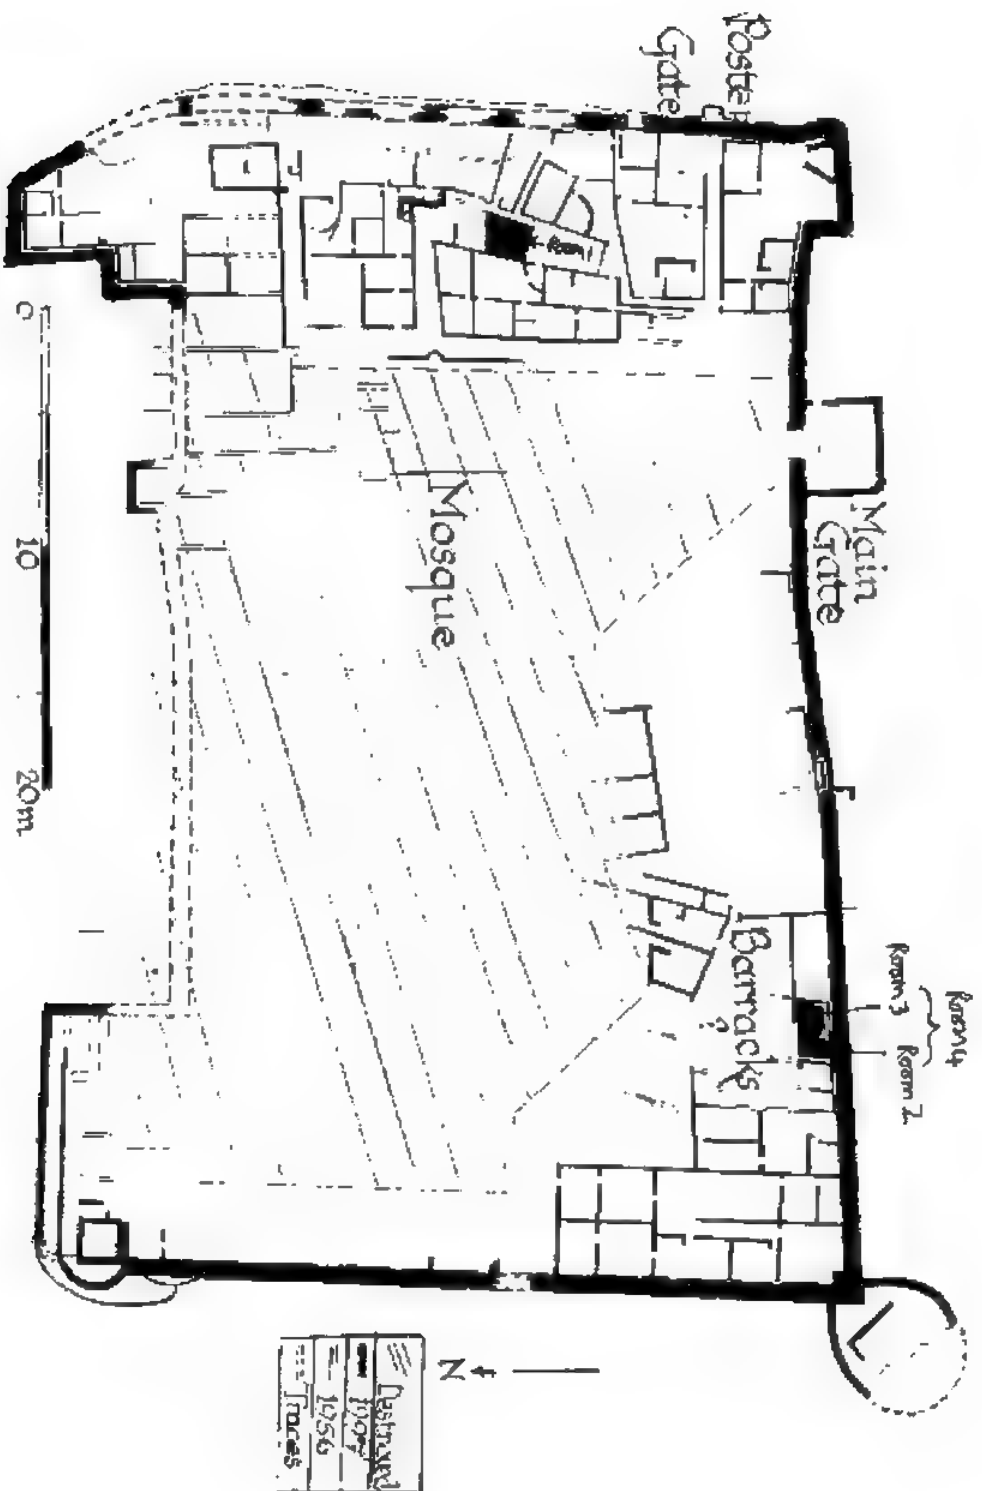 Postern
Gate
Room 1
Main
Gate
Mosque
0 10 20m
Barracks
?
Room 4
Room 3 Room 2
N
Destroyed
1956
Traces